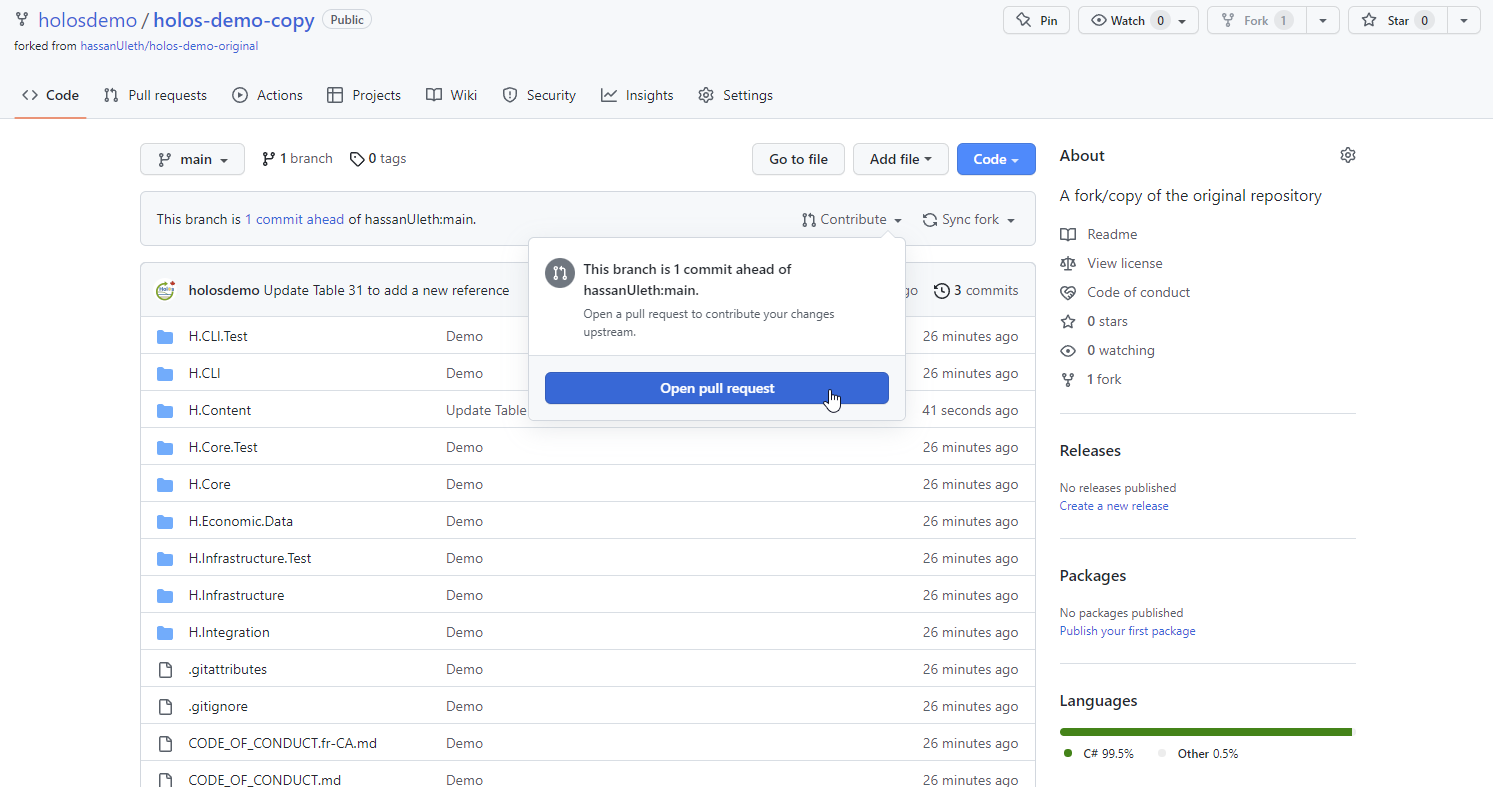 holosdemo / holos-demo-copy Public
Pin Watch 0 Fork 1 Star 0
forked from hassanUleth/holos-demo-original
Code Pull requests Actions Projects Wiki Security Insights Settings
main 1 branch 0 tags Go to file Add file Code
This branch is 1 commit ahead of hassanUleth:main. Contribute Sync fork
This branch is 1 commit ahead of
hassanUleth:main.
Open a pull request to contribute your changes
upstream.
Open pull request
holosdemo Update Table 31 to add a new reference go 3 commits
H.CLI.Test Demo 26 minutes ago
H.CLI Demo 26 minutes ago
H.Content Update Table 41 seconds ago
H.Core.Test Demo 26 minutes ago
H.Core Demo 26 minutes ago
H.Economic.Data Demo 26 minutes ago
H.Infrastructure.Test Demo 26 minutes ago
H.Infrastructure Demo 26 minutes ago
H.Integration Demo 26 minutes ago
.gitattributes Demo 26 minutes ago
.gitignore Demo 26 minutes ago
CODE_OF_CONDUCT.fr-CA.md Demo 26 minutes ago
CODE_OF_CONDUCT.md Demo 26 minutes ago
About
A fork/copy of the original repository
Readme
View license
Code of conduct
0 stars
0 watching
1 fork
Releases
No releases published
Create a new release
Packages
No packages published
Publish your first package
Languages
C# 99.5% Other 0.5%